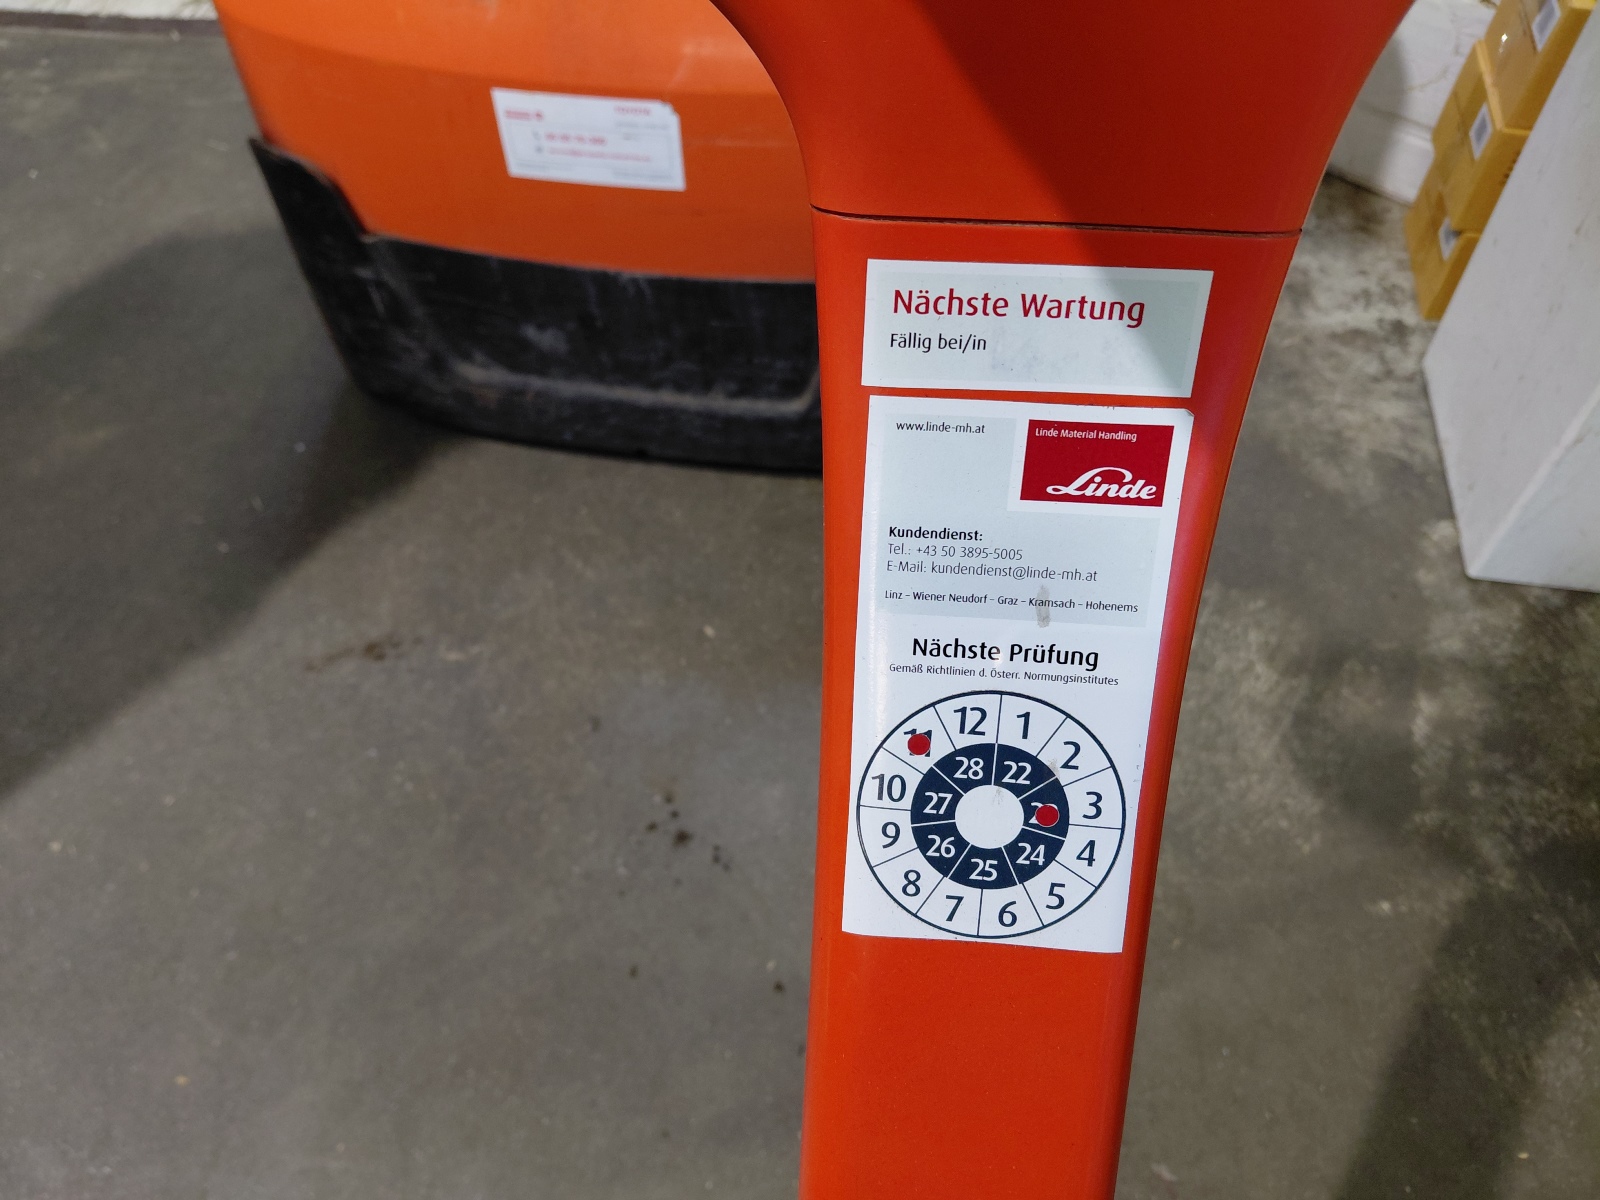 TOYOTA
Nächste Wartung
Fällig bei/in
www.linde-mh.at
Linde Material Handling
Linde
Kundendienst:
Tel.: +43 50 3895-5005
E-Mail: kundendienst@linde-mh.at
Linz – Wiener Neudorf – Graz – Kramsach – Hohenems
Nächste Prüfung
Gemäß Richtlinien d. Österr. Normungsinstitutes
12 1 2 3 4 5 6 7 8 9 10 11
28 22 24 25 26 27